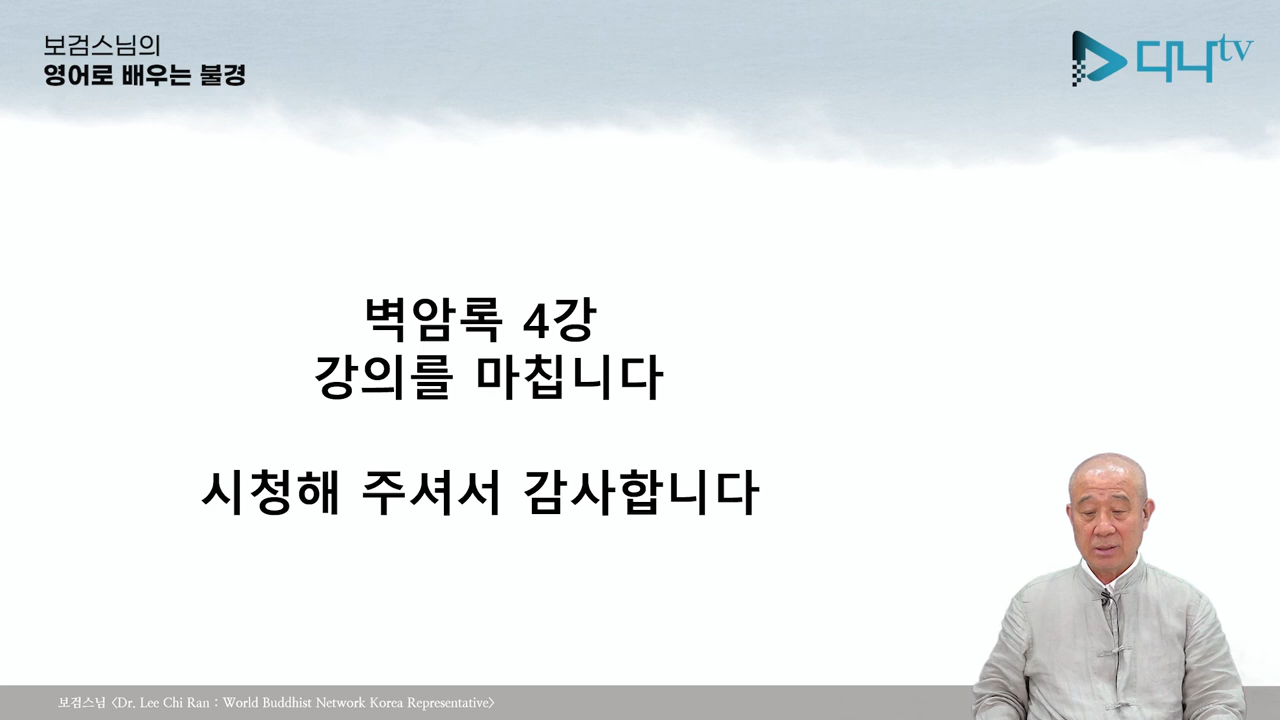 보검스님의
영어로 배우는 불경
디나tv
벽암록 4강
강의를 마칩니다
시청해 주셔서 감사합니다
보검스님 <Dr. Lee Chi Ran : World Buddhist Network Korea Representative>